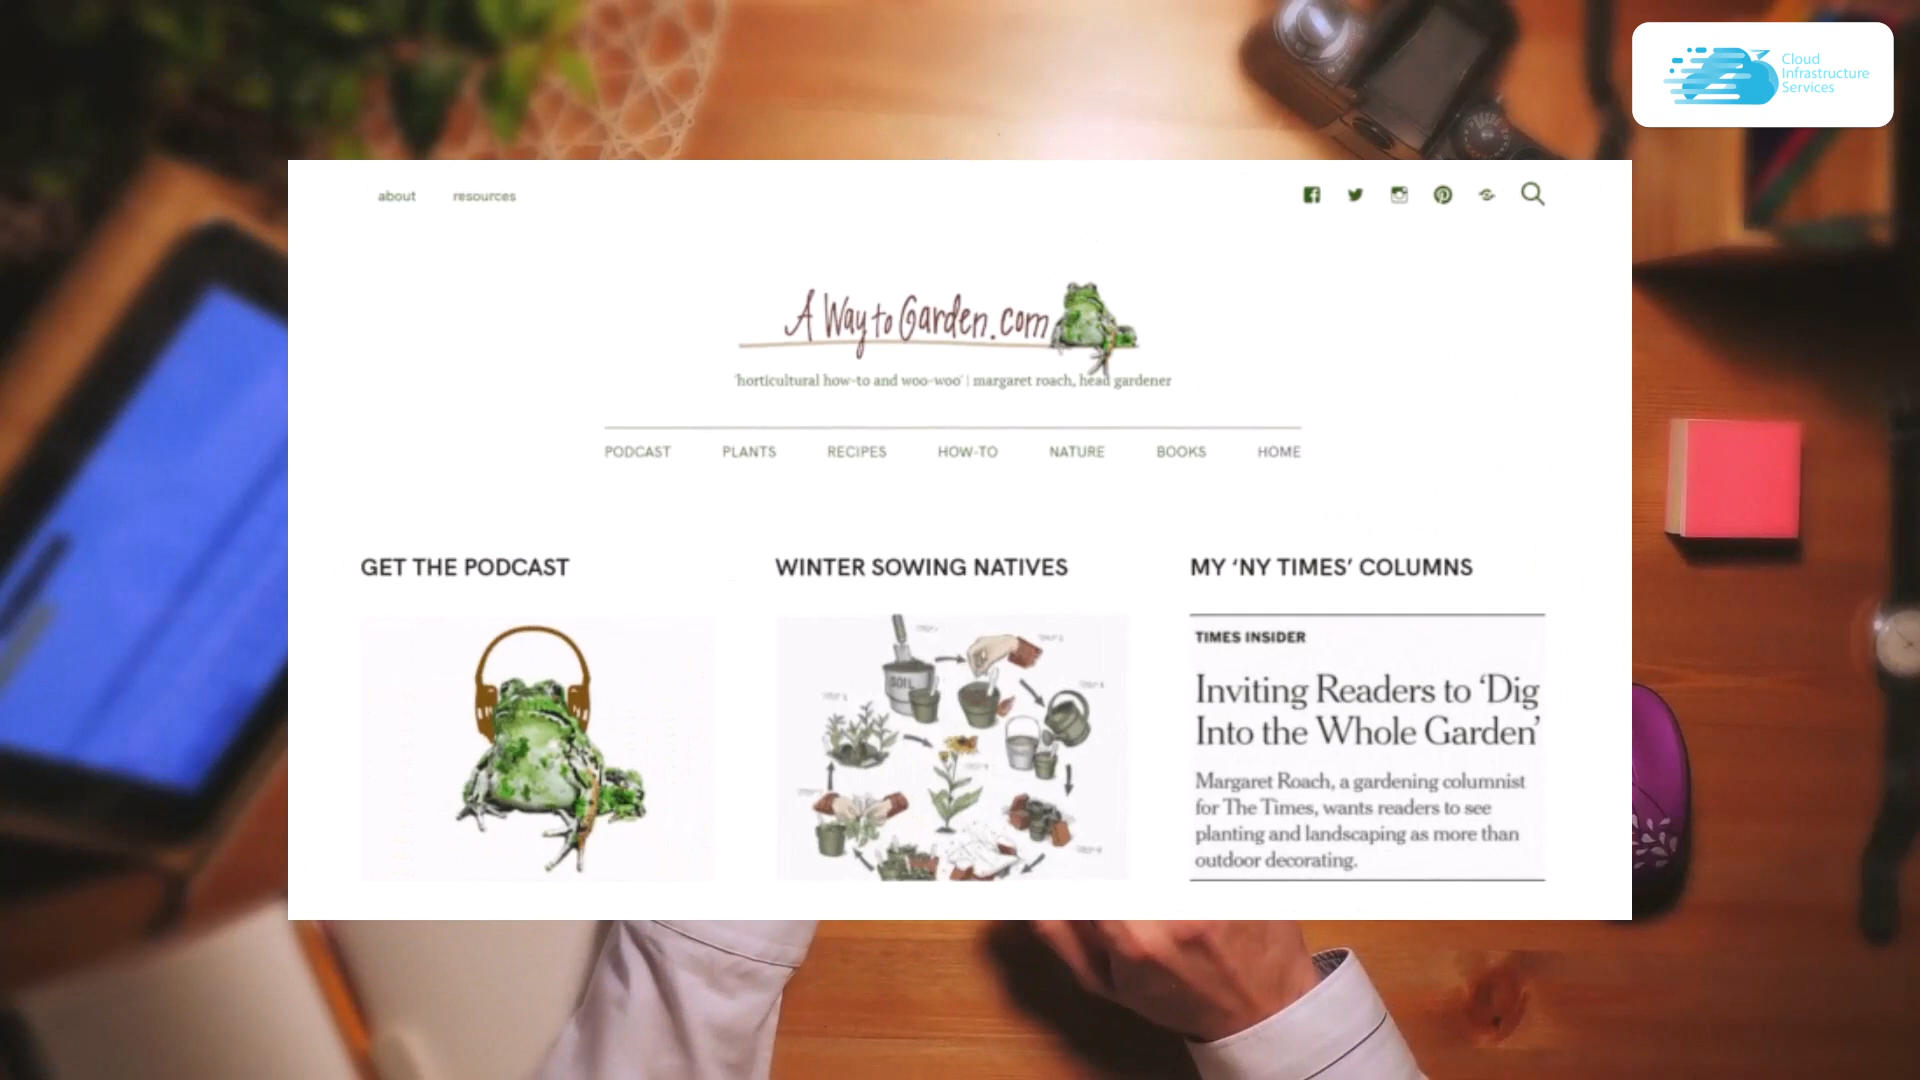 Cloud
Infrastructure
Services
about
resources
A Way to Garden.com
'horticultural how-to and woo-woo' | margaret roach, head gardener
PODCAST
PLANTS
RECIPES
HOW-TO
NATURE
BOOKS
HOME
GET THE PODCAST
WINTER SOWING NATIVES
MY ‘NY TIMES’ COLUMNS
SOIL
TIMES INSIDER
Inviting Readers to ‘Dig
Into the Whole Garden’
Margaret Roach, a gardening columnist
for The Times, wants readers to see
planting and landscaping as more than
outdoor decorating.